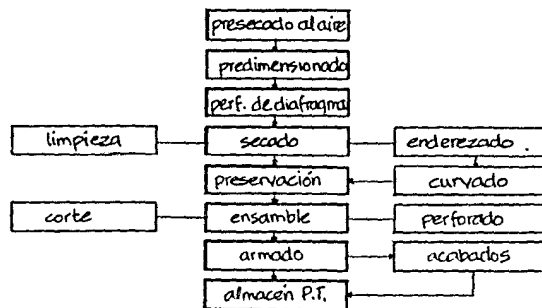 presecado al aire
predimensionado
perf. de diafragma
limpieza
secado
enderezado.
preservación
curvado
corte
ensamble
perforado
armado
acabados
almacén P.T.